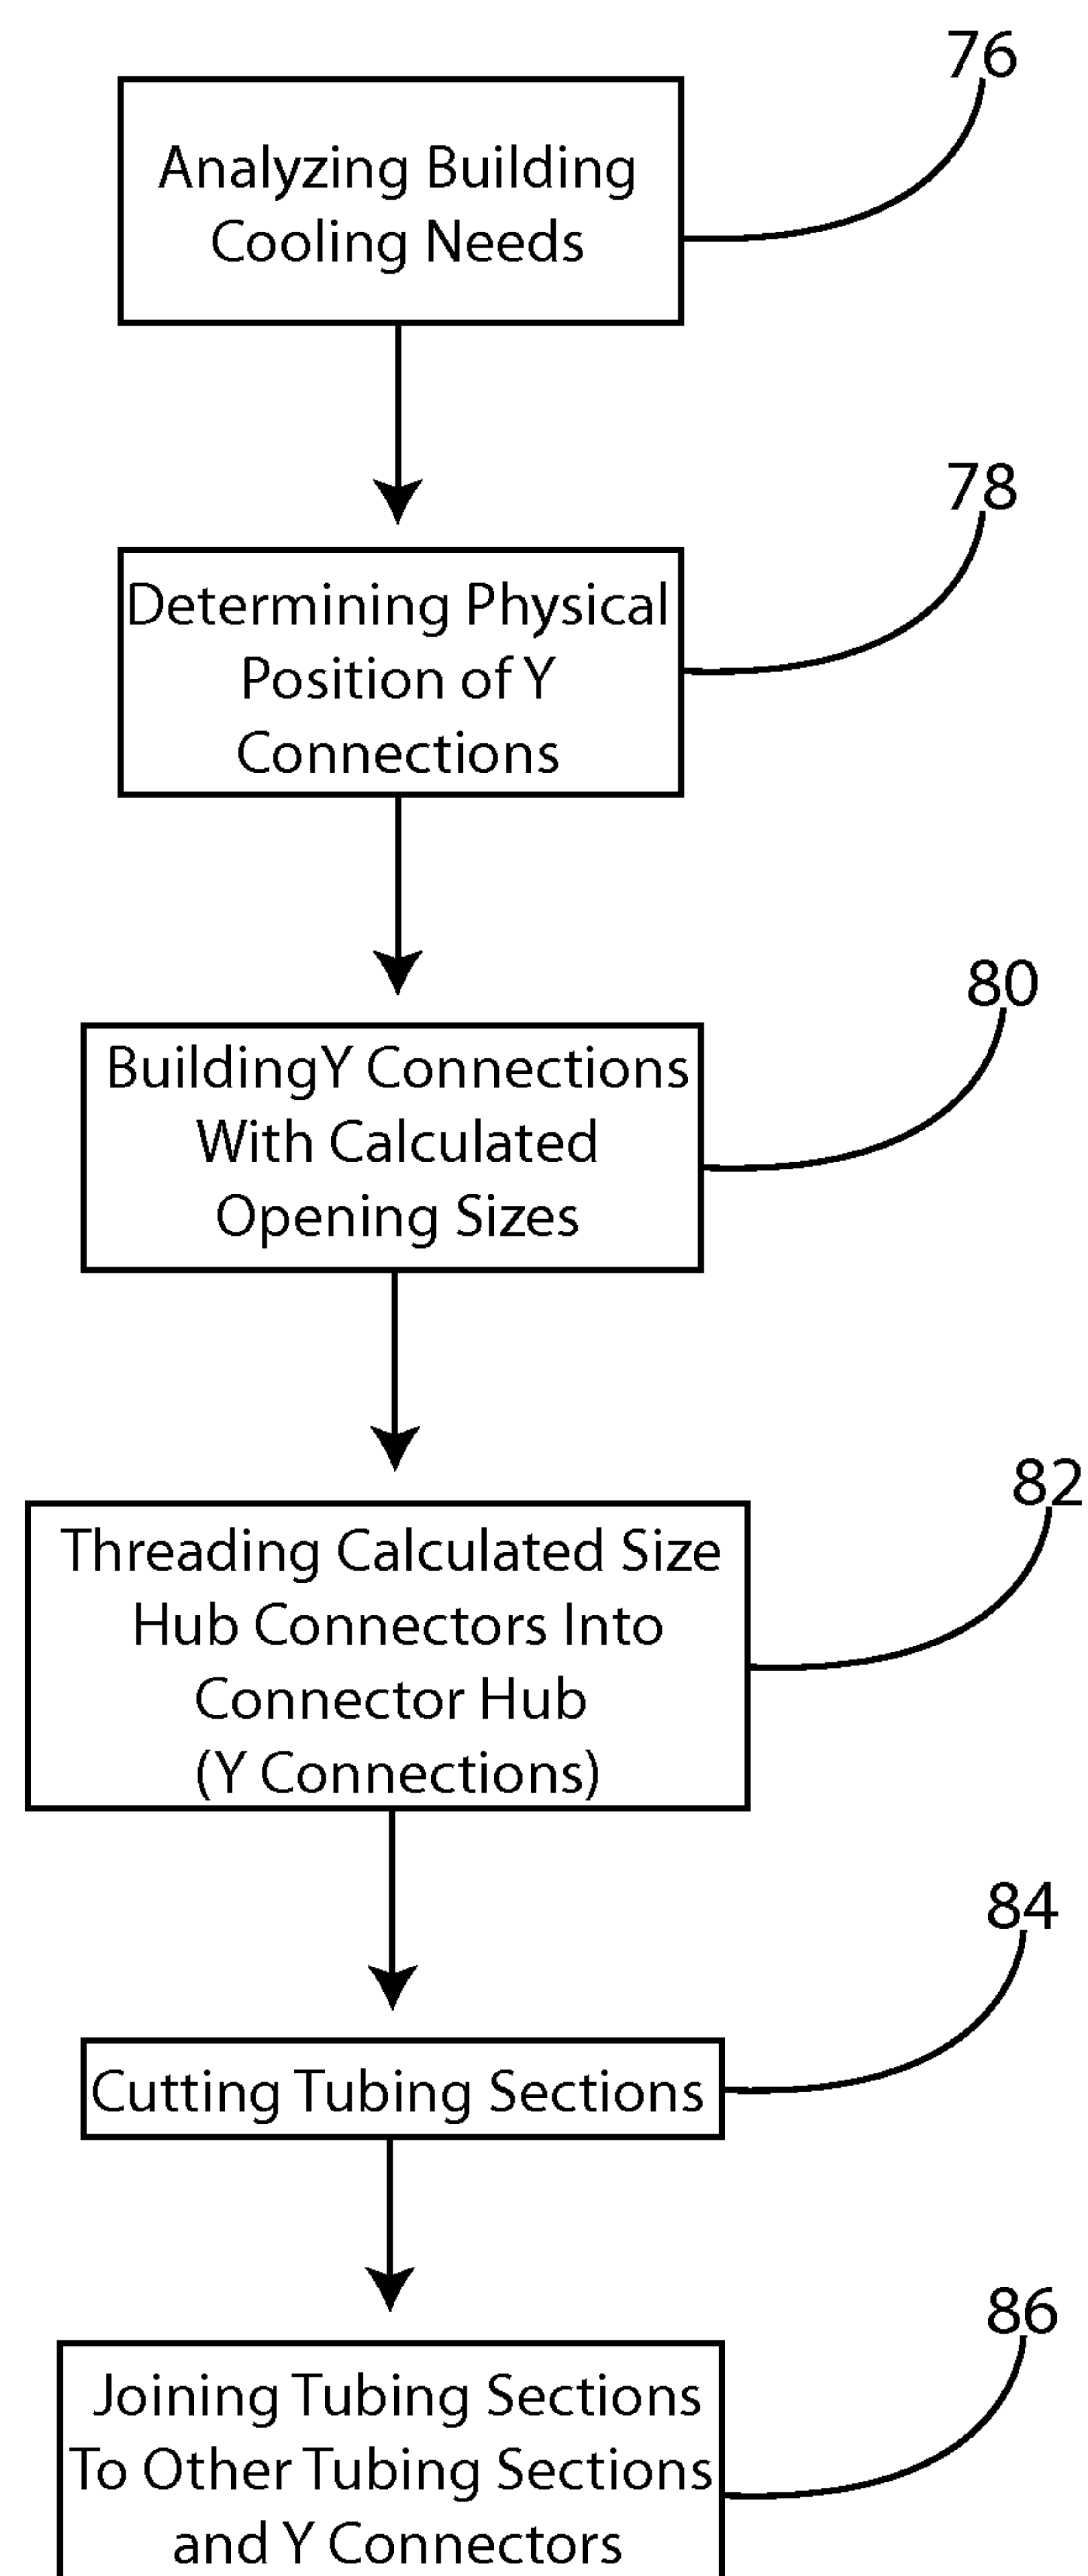 76
Analyzing Building
Cooling Needs
78
Determining Physical
Position of Y
Connections
80
BuildingY Connections
With Calculated
Opening Sizes
82
Threading Calculated Size
Hub Connectors Into
Connector Hub
(Y Connections)
84
Cutting Tubing Sections
86
Joining Tubing Sections
To Other Tubing Sections
and Y Connectors